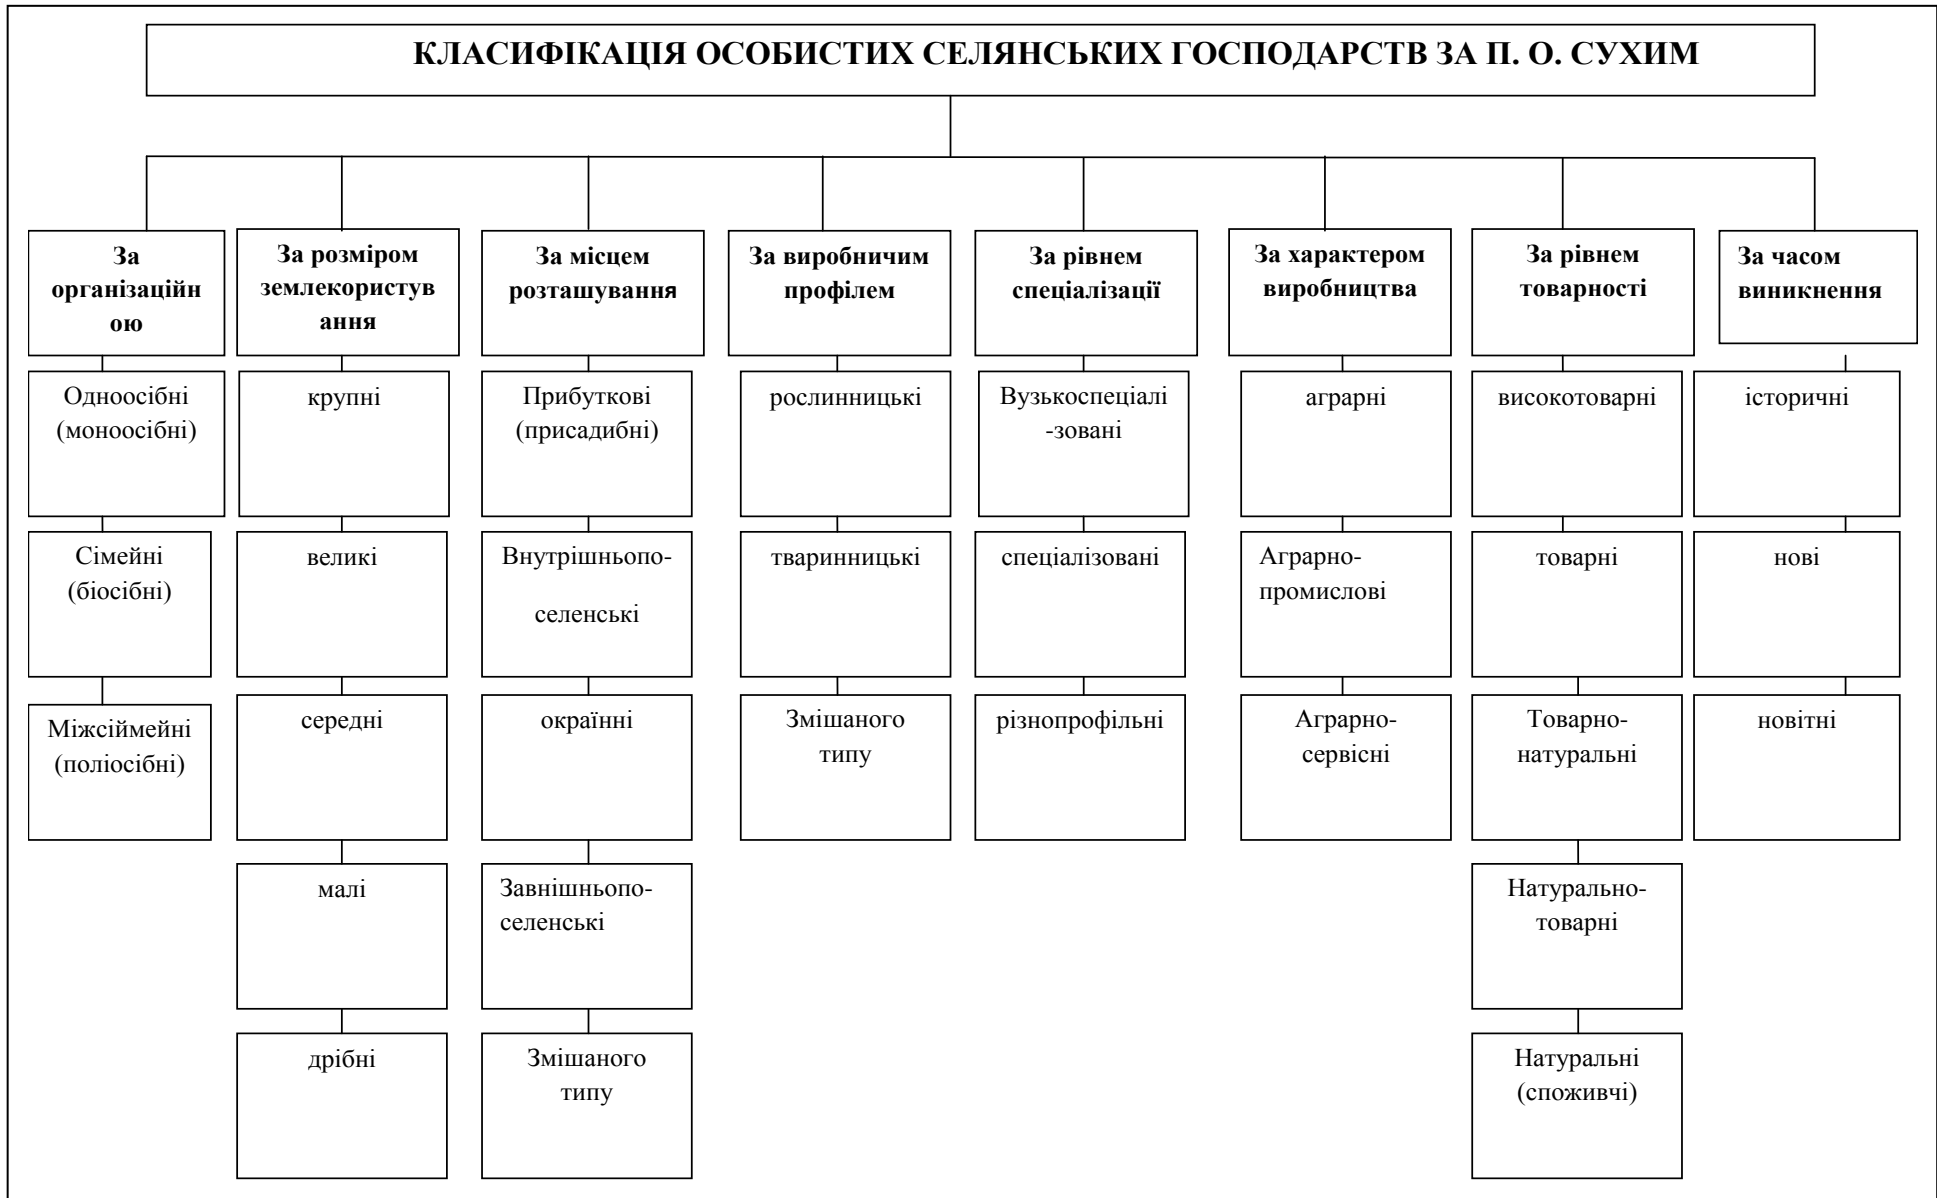 КЛАСИФІКАЦІЯ ОСОБИСТИХ СЕЛЯНСЬКИХ ГОСПОДАРСТВ ЗА П. О. СУХИМ
За
організаційн
ою
За розміром
землекористув
ання
За місцем
розташування
За виробничим
профілем
За рівнем
спеціалізації
За характером
виробництва
За рівнем
товарності
За часом
виникнення
Одноосібні
(моноосібні)
крупні
Прибуткові
(присадибні)
рослинницькі
Вузькоспеціалі
-зовані
аграрні
високотоварні
історичні
Сімейні
(біосібні)
великі
Внутрішньопо-
селенські
тваринницькі
спеціалізовані
Аграрно-
промислові
товарні
нові
Міжсіймейні
(поліосібні)
середні
окраїнні
Змішаного
типу
різнопрофільні
Аграрно-
сервісні
Товарно-
натуральні
новітні
малі
Завнішньопо-
селенські
Натурально-
товарні
дрібні
Змішаного
типу
Натуральні
(споживчі)